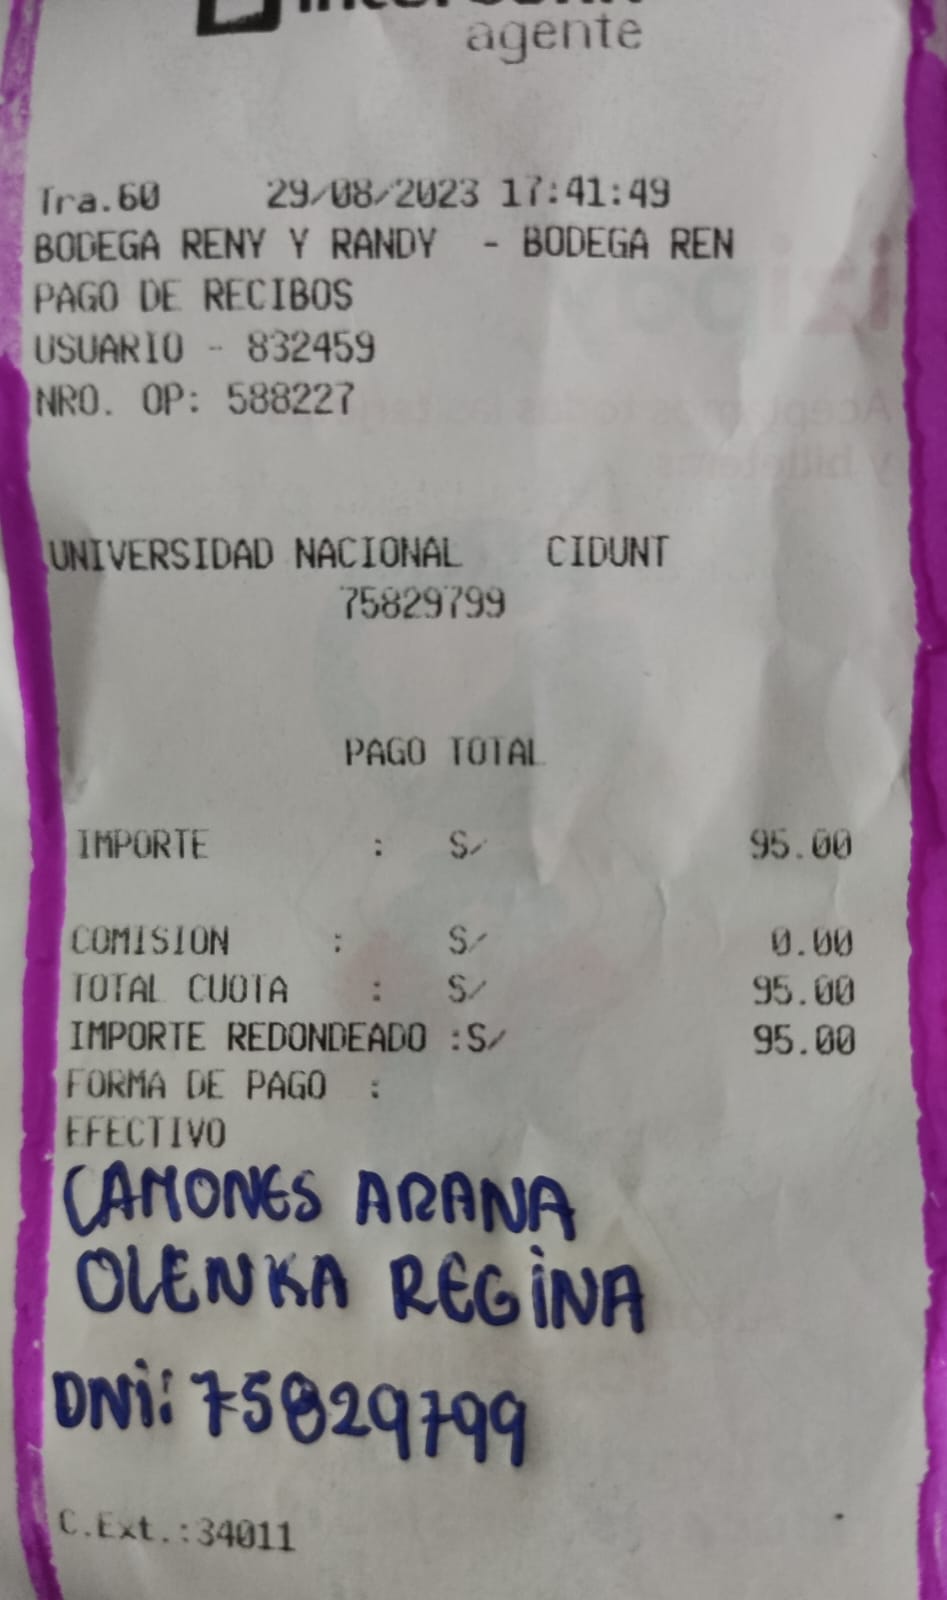 agente
Tra.60 29/08/2023 17:41:49
BODEGA RENY Y RANDY - BODEGA REN
PAGO DE RECIBOS
USUARIO - 832459
NRO. OP: 588227
UNIVERSIDAD NACIONAL CIDUNT
75829799
PAGO TOTAL
IMPORTE : S/ 95.00
COMISION : S/ 0.00
TOTAL CUOTA : S/ 95.00
IMPORTE REDONDEADO :S/ 95.00
FORMA DE PAGO :
EFECTIVO
CAMONES ARANA
OLENKA REGINA
DNi: 75829799
C.Ext.:34011